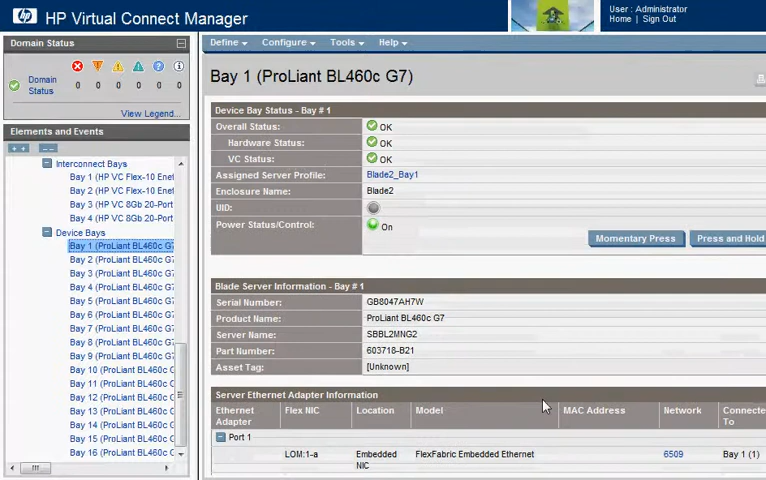 HP Virtual Connect Manager
User : Administrator
Home | Sign Out
Domain Status
Domain Status 0 0 0 0 0 0
View Legend...
Elements and Events
Interconnect Bays
Bay 1 (HP VC Flex-10 Enet
Bay 2 (HP VC Flex-10 Enet
Bay 3 (HP VC 8Gb 20-Port
Bay 4 (HP VC 8Gb 20-Port
Device Bays
Bay 1 (ProLiant BL460c G7
Bay 2 (ProLiant BL460c G7
Bay 3 (ProLiant BL460c G7
Bay 4 (ProLiant BL460c G7
Bay 5 (ProLiant BL460c G7
Bay 6 (ProLiant BL460c G7
Bay 7 (ProLiant BL460c G7
Bay 8 (ProLiant BL460c G7
Bay 9 (ProLiant BL460c G7
Bay 10 (ProLiant BL460c G
Bay 11 (ProLiant BL460c G
Bay 12 (ProLiant BL460c G
Bay 13 (ProLiant BL460c G
Bay 14 (ProLiant BL460c G
Bay 15 (ProLiant BL460c G
Bay 16 (ProLiant BL460c G
Define Configure Tools Help
Bay 1 (ProLiant BL460c G7)
Device Bay Status - Bay # 1
Overall Status: OK
Hardware Status: OK
VC Status: OK
Assigned Server Profile: Blade2_Bay1
Enclosure Name: Blade2
UID:
Power Status/Control: On
Momentary Press Press and Hold
Blade Server Information - Bay # 1
Serial Number: GB8047AH7W
Product Name: ProLiant BL460c G7
Server Name: SBBL2MNG2
Part Number: 603718-B21
Asset Tag: [Unknown]
Server Ethernet Adapter Information
Ethernet Adapter Flex NIC Location Model MAC Address Network Connecte To
Port 1
LOM:1-a Embedded NIC FlexFabric Embedded Ethernet 6509 Bay 1 (1)